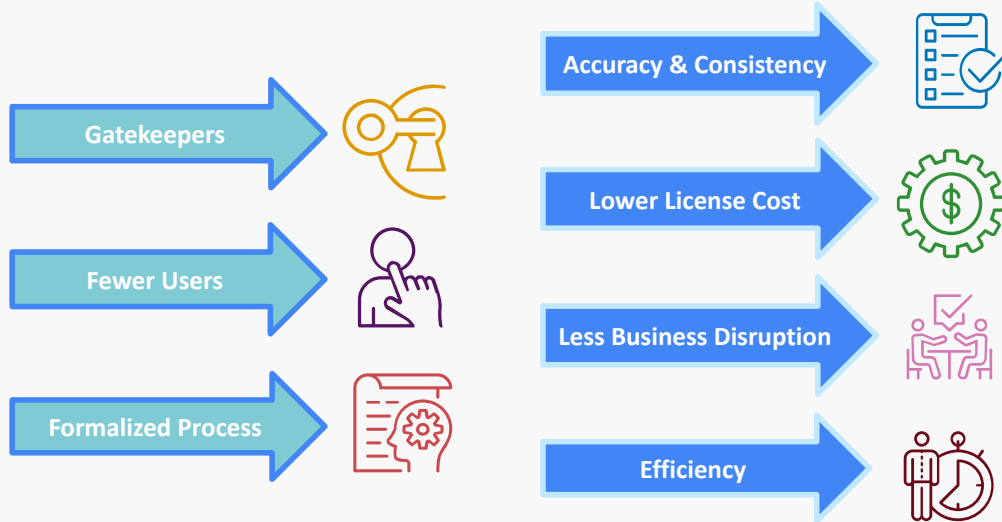 Gatekeepers
Fewer Users
Formalized Process
Accuracy & Consistency
Lower License Cost
$
Less Business Disruption
Efficiency